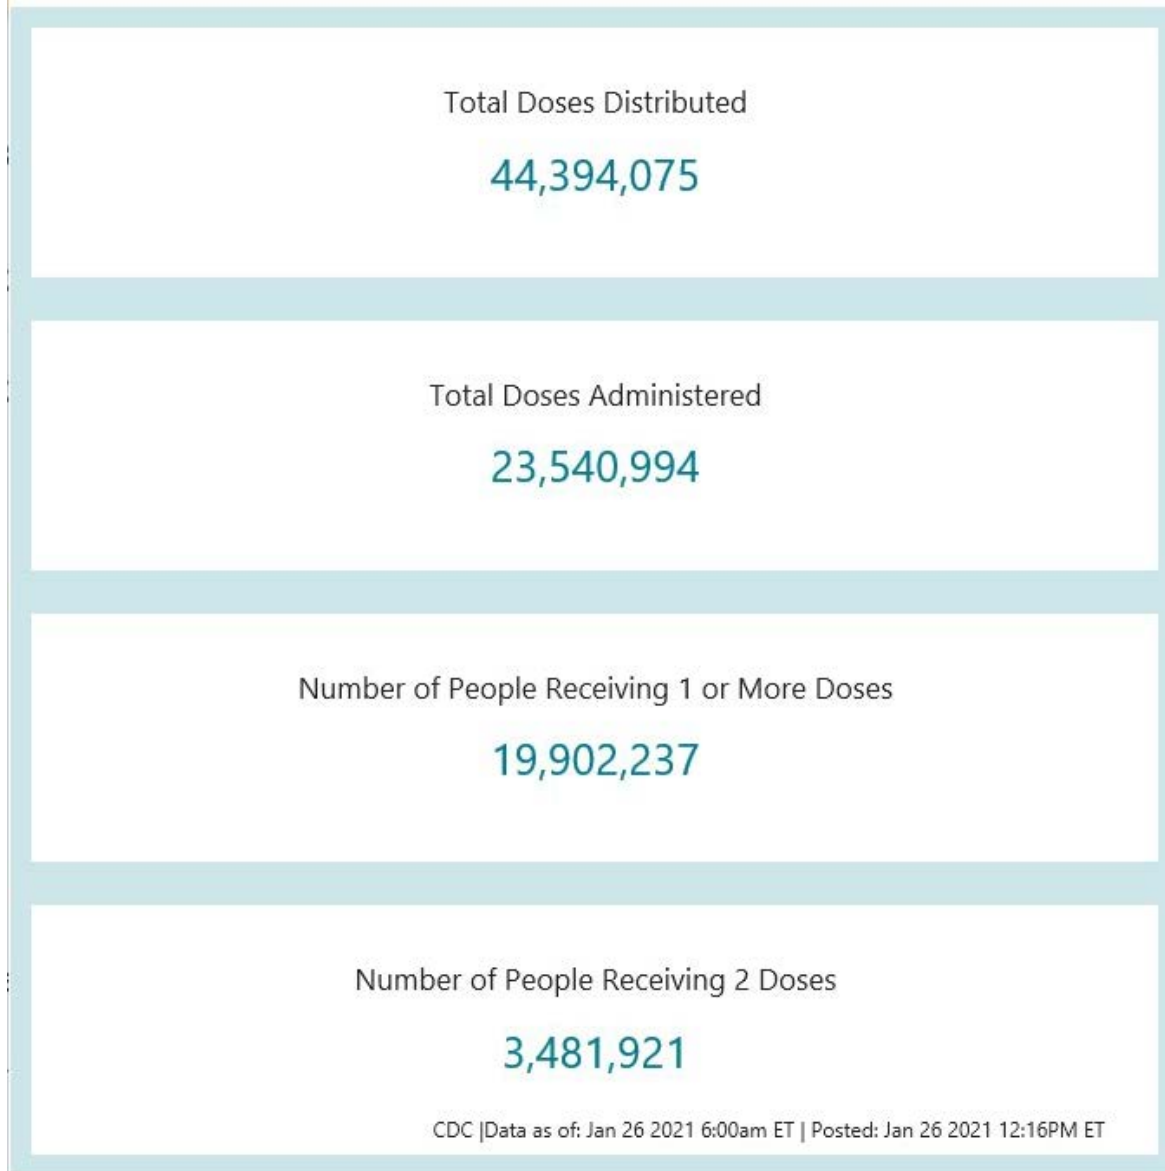 Total Doses Distributed
44,394,075
Total Doses Administered
23,540,994
Number of People Receiving 1 or More Doses
19,902,237
Number of People Receiving 2 Doses
3,481,921
CDC |Data as of: Jan 26 2021 6:00am ET | Posted: Jan 26 2021 12:16PM ET